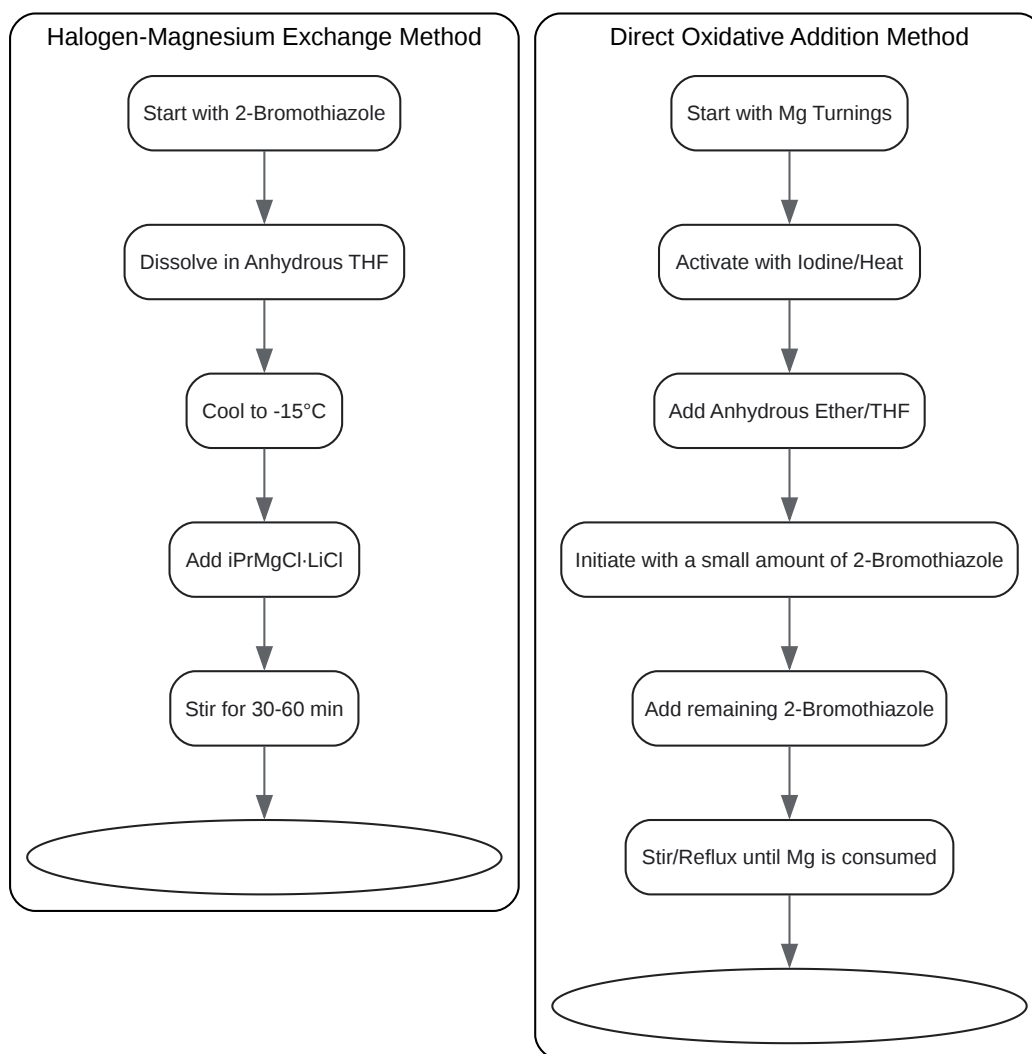 Halogen-Magnesium Exchange Method
Start with 2-Bromothiazole
Dissolve in Anhydrous THF
Cool to -15°C
Add iPrMgCl·LiCl
Stir for 30-60 min
Direct Oxidative Addition Method
Start with Mg Turnings
Activate with Iodine/Heat
Add Anhydrous Ether/THF
Initiate with a small amount of 2-Bromothiazole
Add remaining 2-Bromothiazole
Stir/Reflux until Mg is consumed